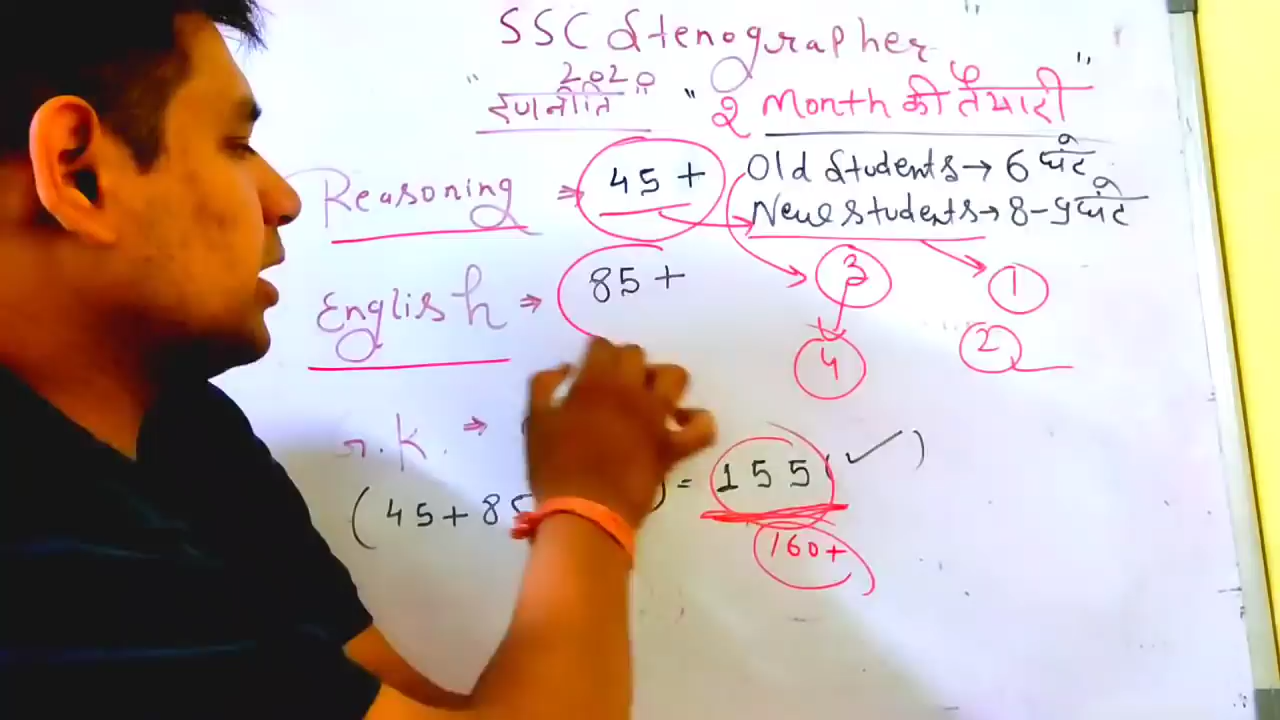 SSC Stenographer
" 2020
रणनीति " " 2 Month की तैयारी "
Reasoning ⇒ 45 + Old Students → 6 घंटे
New students → 8-9 घंटे
English ⇒ 85 + 3 1
4 2
G.K. ⇒
(45+85 ) = 155 ( ✓ )
160+